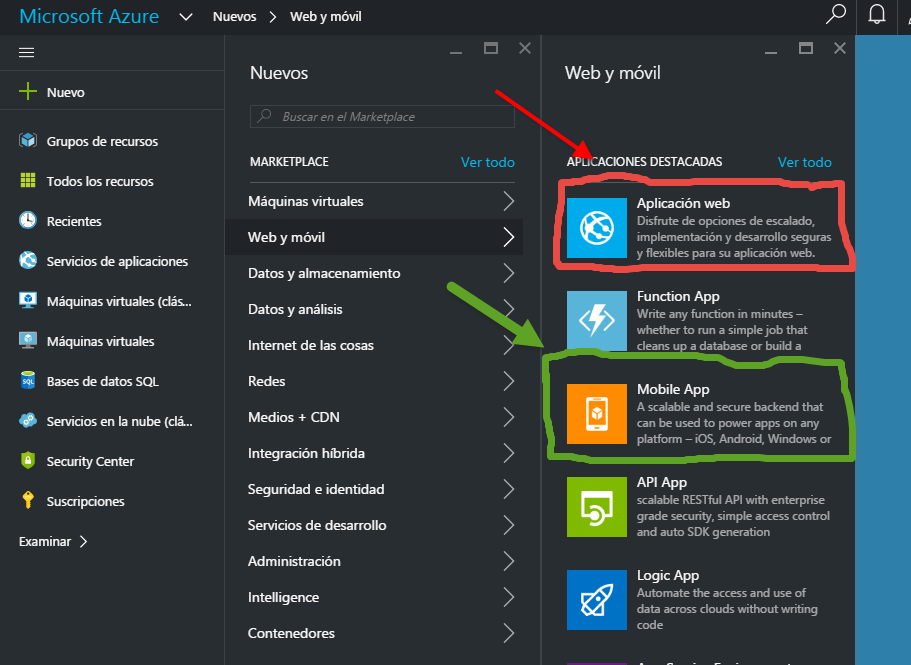 Microsoft Azure
Nuevos
Web y móvil
Nuevo
Grupos de recursos
Todos los recursos
Recientes
Servicios de aplicaciones
Máquinas virtuales (clás...
Máquinas virtuales
Bases de datos SQL
Servicios en la nube (clá...
Security Center
Suscripciones
Examinar
Nuevos
Buscar en el Marketplace
MARKETPLACE
Ver todo
Máquinas virtuales
Web y móvil
Datos y almacenamiento
Datos y análisis
Internet de las cosas
Redes
Medios + CDN
Integración híbrida
Seguridad e identidad
Servicios de desarrollo
Administración
Intelligence
Contenedores
Web y móvil
APLICACIONES DESTACADAS
Ver todo
Aplicación web
Disfrute de opciones de escalado,
implementación y desarrollo seguras
y flexibles para su aplicación web.
Function App
Write any function in minutes –
whether to run a simple job that
cleans up a database or build a
Mobile App
A scalable and secure backend that
can be used to power apps on any
platform – iOS, Android, Windows or
API App
scalable RESTful API with enterprise
grade security, simple access control
and auto SDK generation
Logic App
Automate the access and use of
data across clouds without writing
code